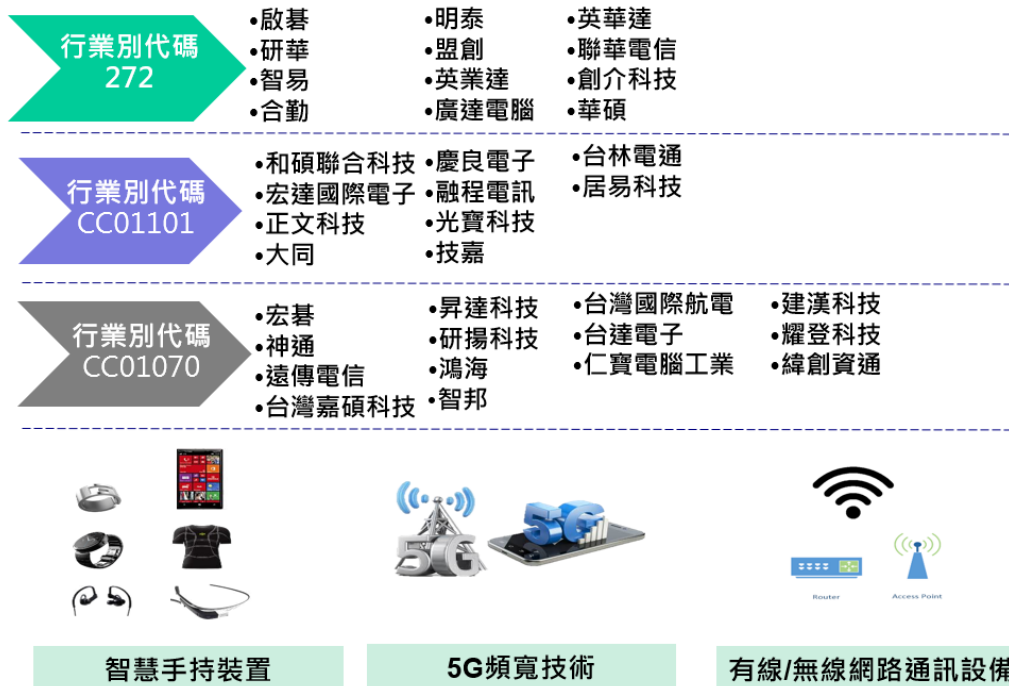 行業別代碼
272
•啟碁
•研華
•智易
•合勤
•明泰
•盟創
•英業達
•廣達電腦
•英華達
•聯華電信
•創介科技
•華碩
行業別代碼
CC01101
•和碩聯合科技
•宏達國際電子
•正文科技
•大同
•慶良電子
•融程電訊
•光寶科技
•技嘉
•台林電通
•居易科技
行業別代碼
CC01070
•宏碁
•神通
•遠傳電信
•台灣嘉碩科技
•昇達科技
•研揚科技
•鴻海
•智邦
•台灣國際航電
•台達電子
•仁寶電腦工業
•建漢科技
•耀登科技
•緯創資通
5G
5G
Router
Access Point
智慧手持裝置
5G頻寬技術
有線/無線網路通訊設備